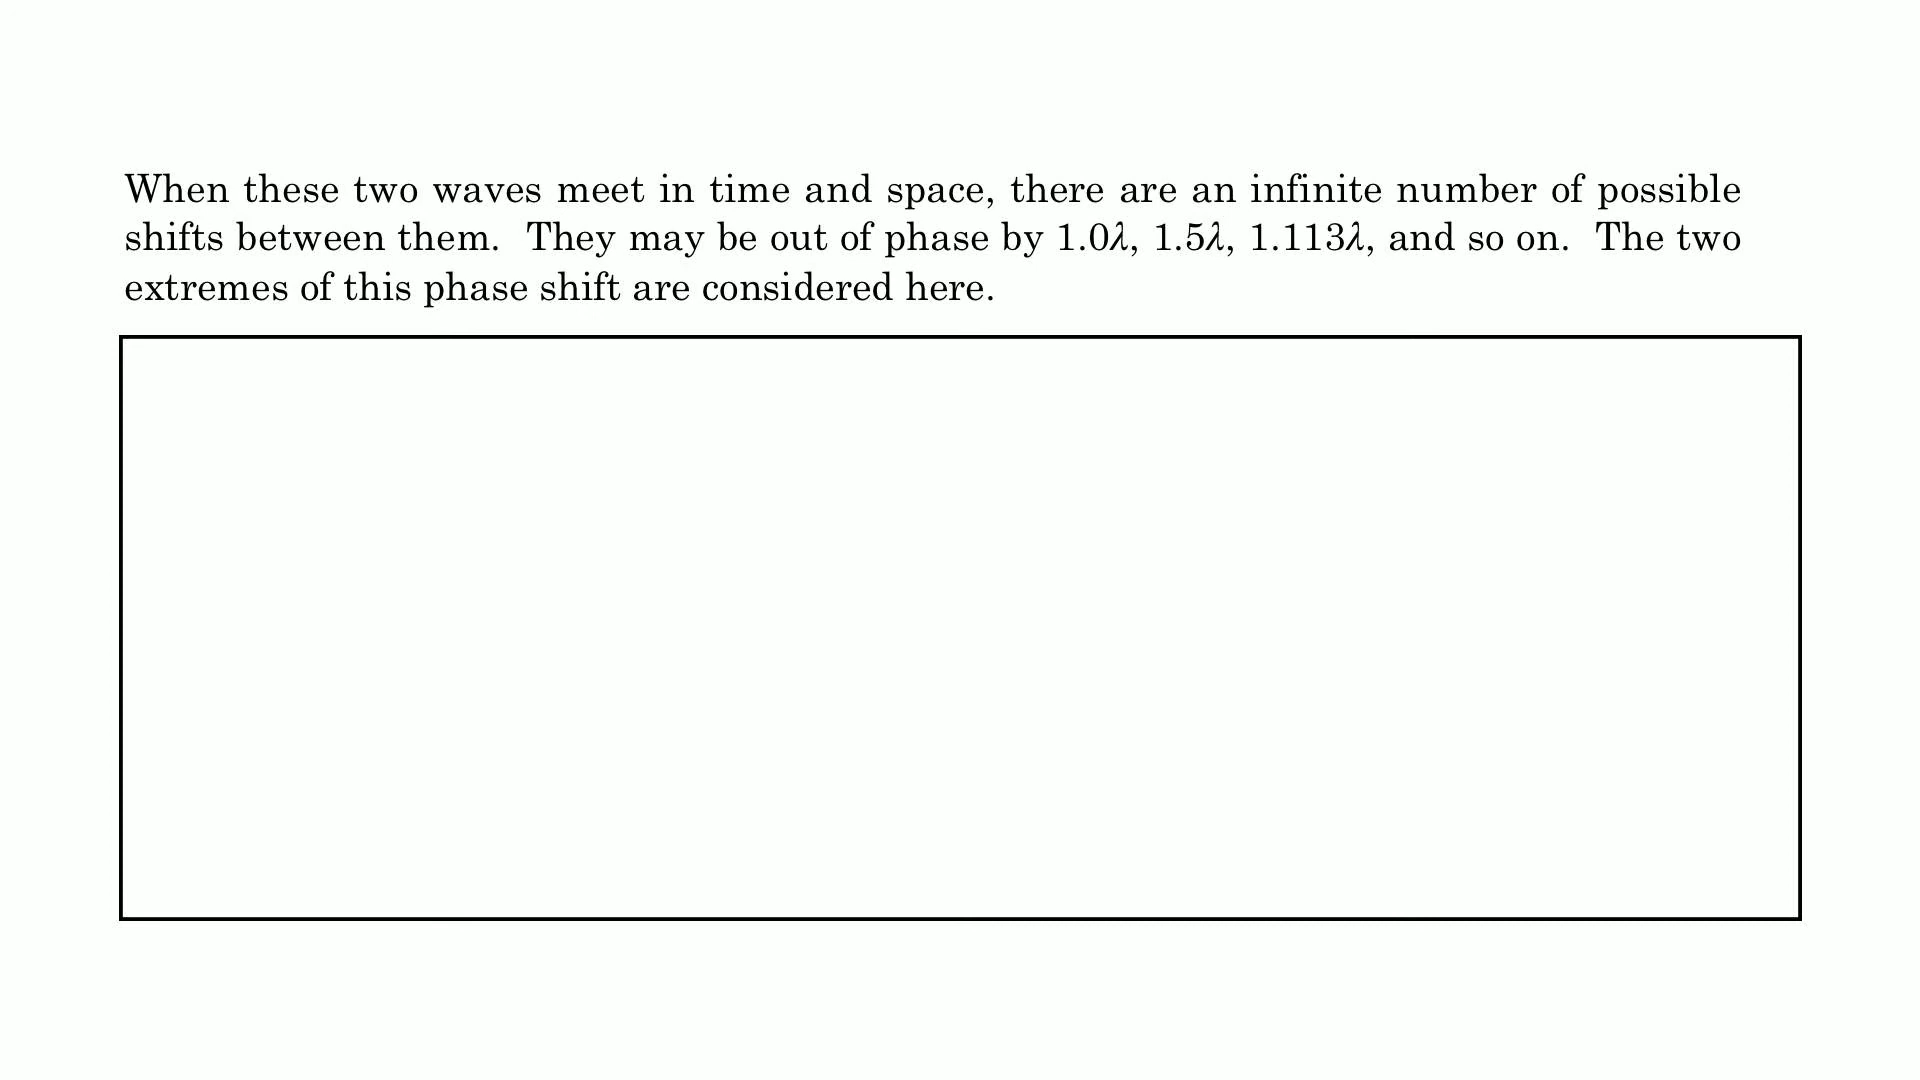 When these two waves meet in time and space, there are an infinite number of possible
shifts between them. They may be out of phase by 1.0λ, 1.5λ, 1.113λ, and so on. The two
extremes of this phase shift are considered here.